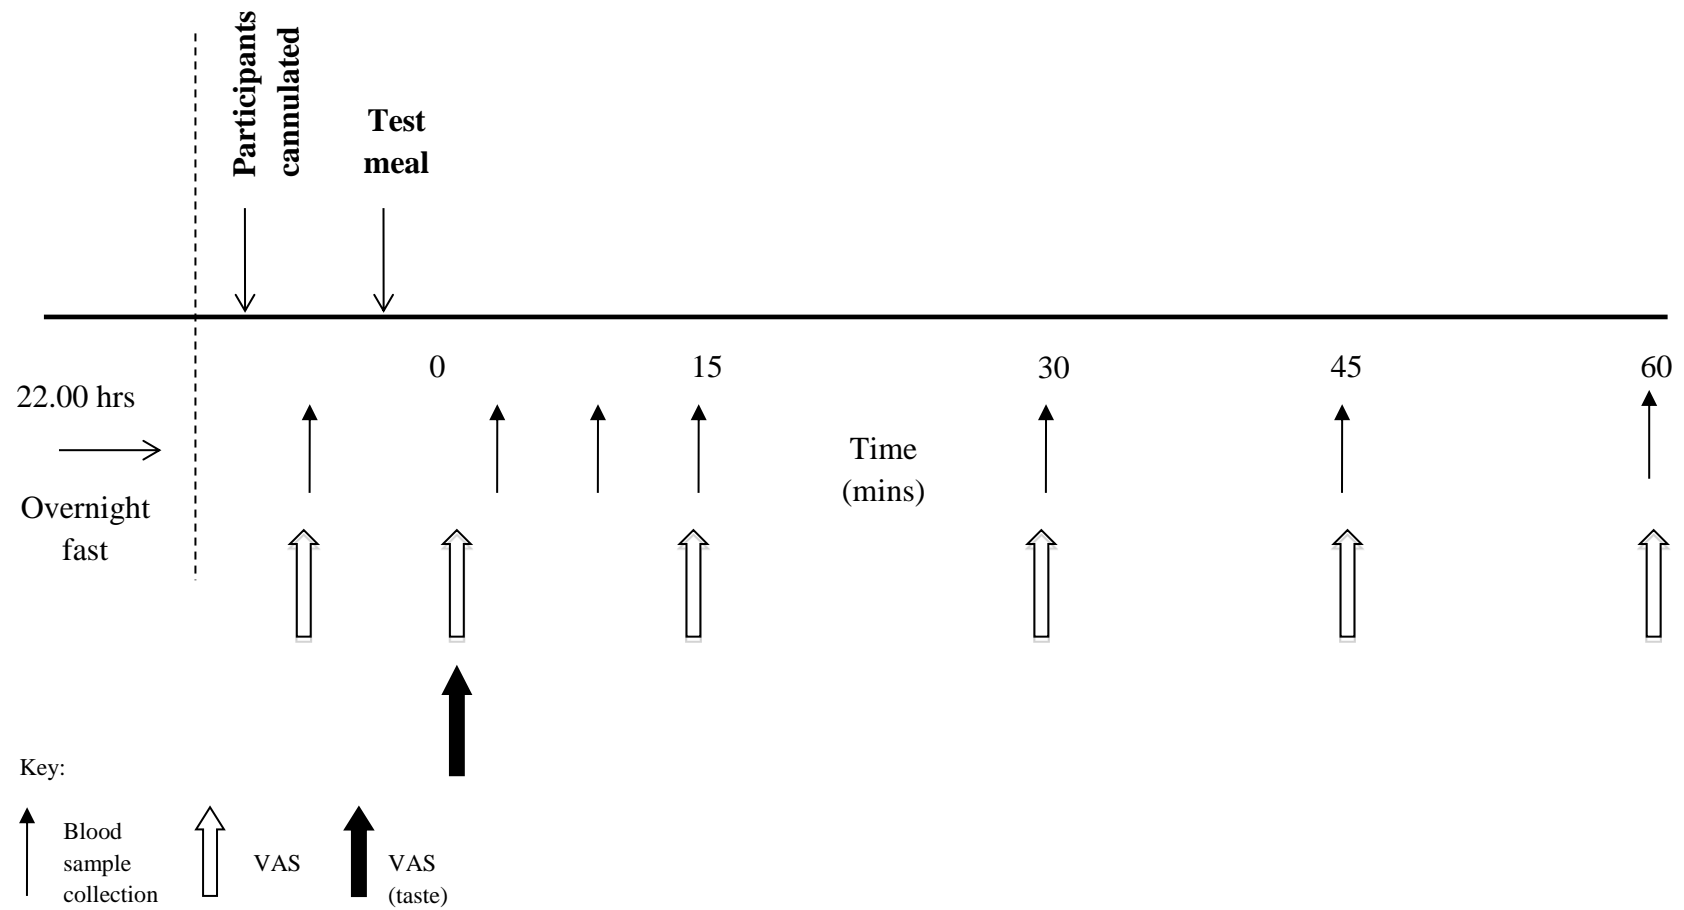 Participants
cannulated
Test
meal
0
15
30
45
60
22.00 hrs
Time
(mins)
Overnight
fast
Key:
Blood
sample
collection
VAS
VAS
(taste)